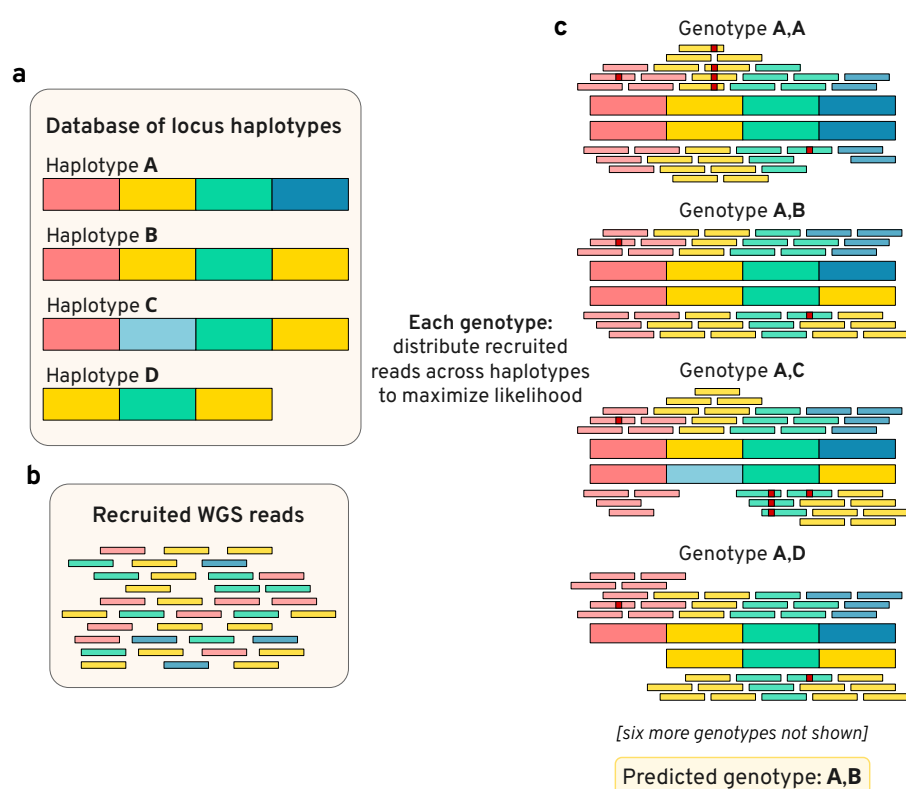 a
Database of locus haplotypes
Haplotype A
Haplotype B
Haplotype C
Haplotype D
b
Recruited WGS reads
Each genotype:
distribute recruited
reads across haplotypes
to maximize likelihood
c
Genotype A,A
Genotype A,B
Genotype A,C
Genotype A,D
[six more genotypes not shown]
Predicted genotype: A,B